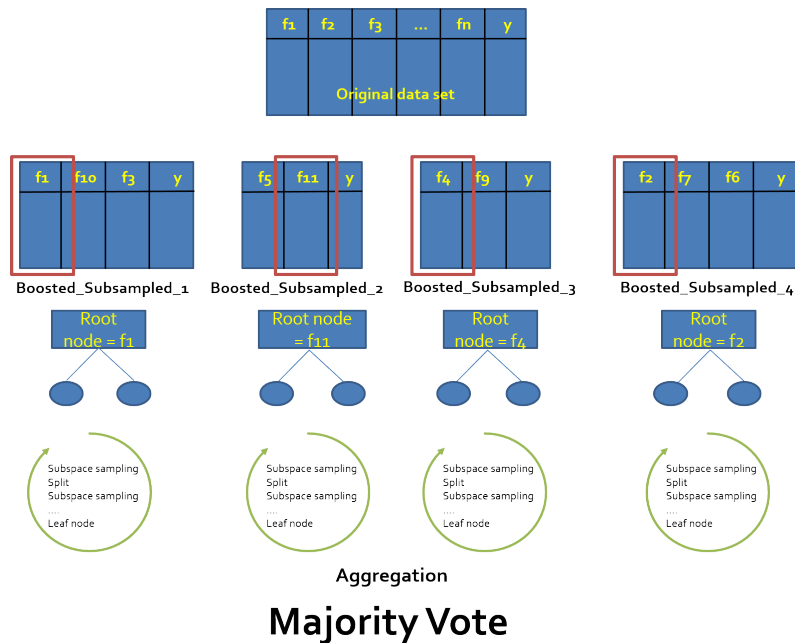 f1 f2 f3 ... fn y
Original data set
f1 f10 f3 y
f5 f11 y
f4 f9 y
f2 f7 f6 y
Boosted_Subsampled_1
Boosted_Subsampled_2
Boosted_Subsampled_3
Boosted_Subsampled_4
Root
node = f1
Root node
= f11
Root
node = f4
Root
node = f2
Subspace sampling
Split
Subspace sampling
....
Leaf node
Subspace sampling
Split
Subspace sampling
....
Leaf node
Subspace sampling
Split
Subspace sampling
....
Leaf node
Subspace sampling
Split
Subspace sampling
....
Leaf node
Aggregation
Majority Vote